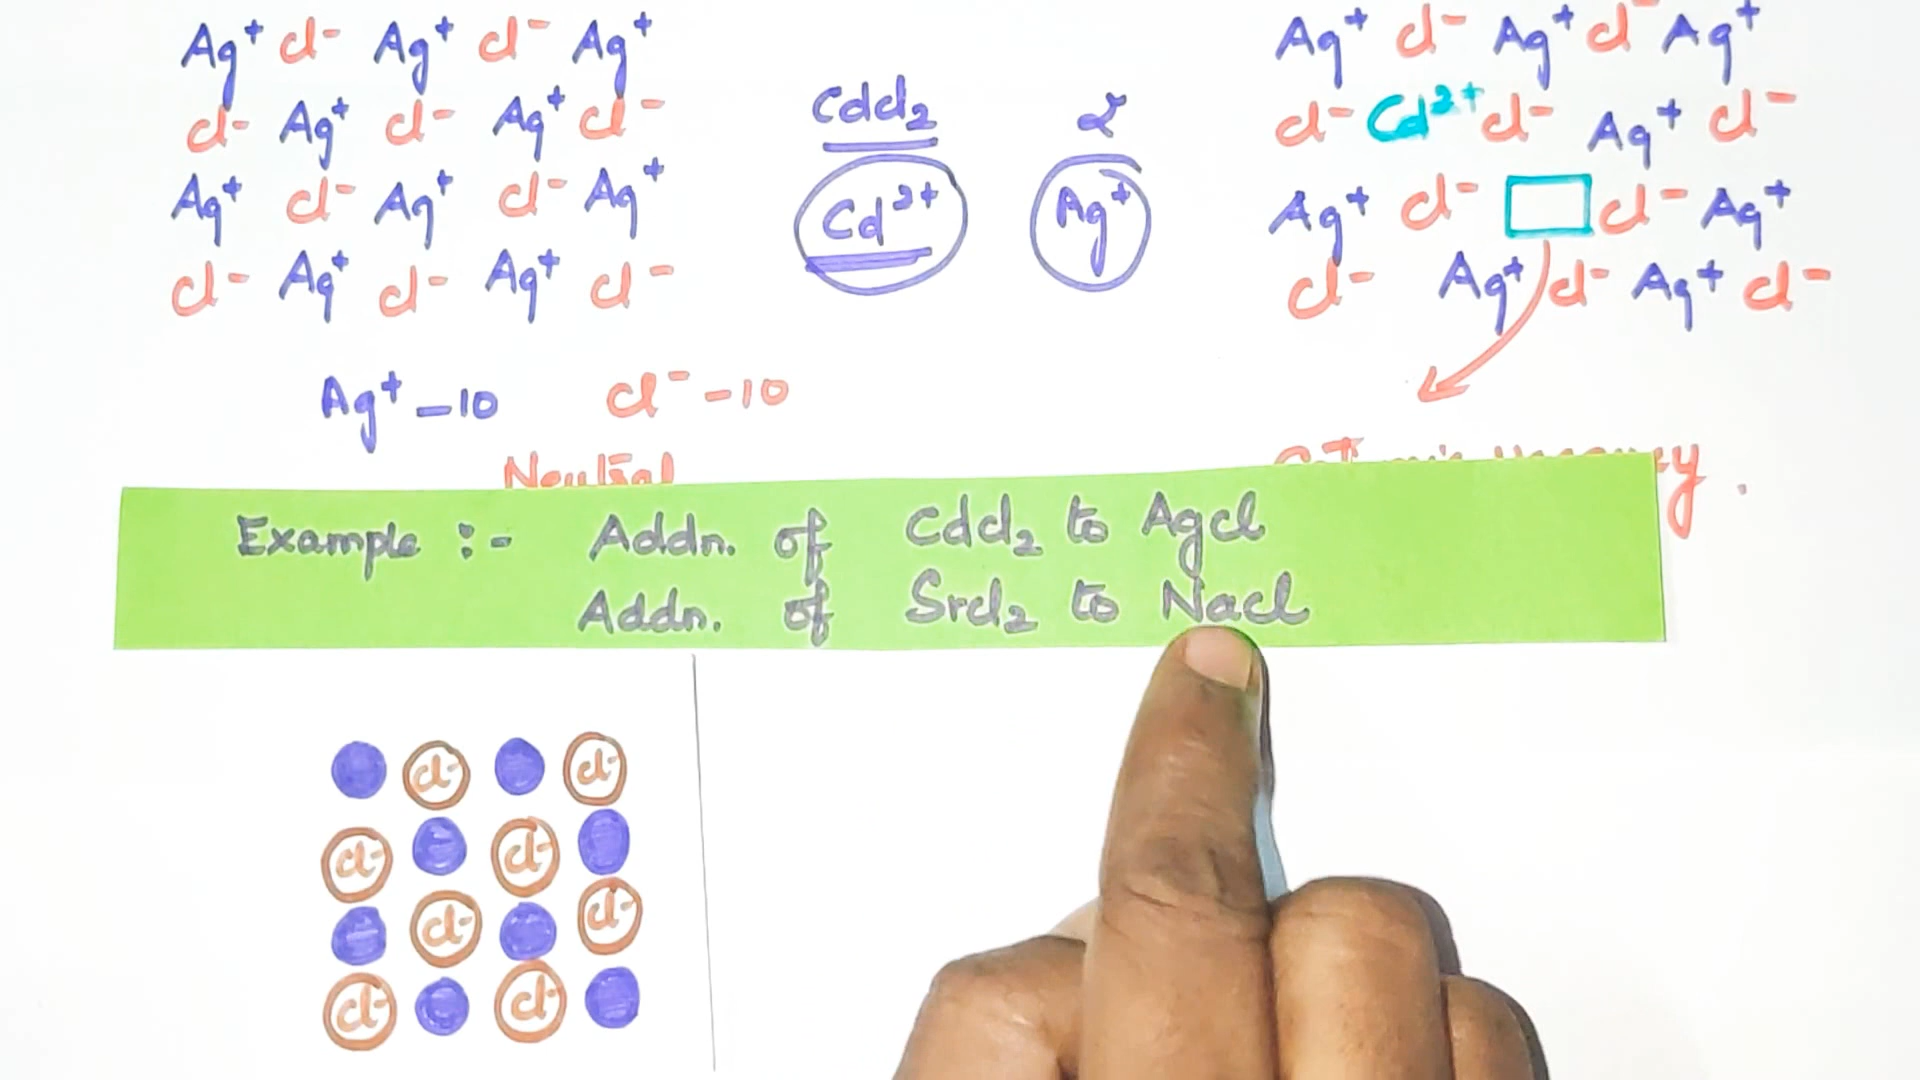 Ag⁺ Cl⁻ Ag⁺ Cl⁻ Ag⁺
Cl⁻ Ag⁺ Cl⁻ Ag⁺ Cl⁻
Ag⁺ Cl⁻ Ag⁺ Cl⁻ Ag⁺
Cl⁻ Ag⁺ Cl⁻ Ag⁺ Cl⁻
Ag⁺ – 10 Cl⁻ – 10
Neutral
CdCl₂ 2
Cd²⁺ Ag⁺
Ag⁺ Cl⁻ Ag⁺ Cl⁻ Ag⁺
Cl⁻ Cd²⁺ Cl⁻ Ag⁺ Cl⁻
Ag⁺ Cl⁻ Cl⁻ Ag⁺
Cl⁻ Ag⁺ Cl⁻ Ag⁺ Cl⁻
Example :- Addn. of CdCl₂ to AgCl
Addn. of SrCl₂ to NaCl
Cl⁻ Cl⁻
Cl⁻ Cl⁻
Cl⁻ Cl⁻
Cl⁻ Cl⁻